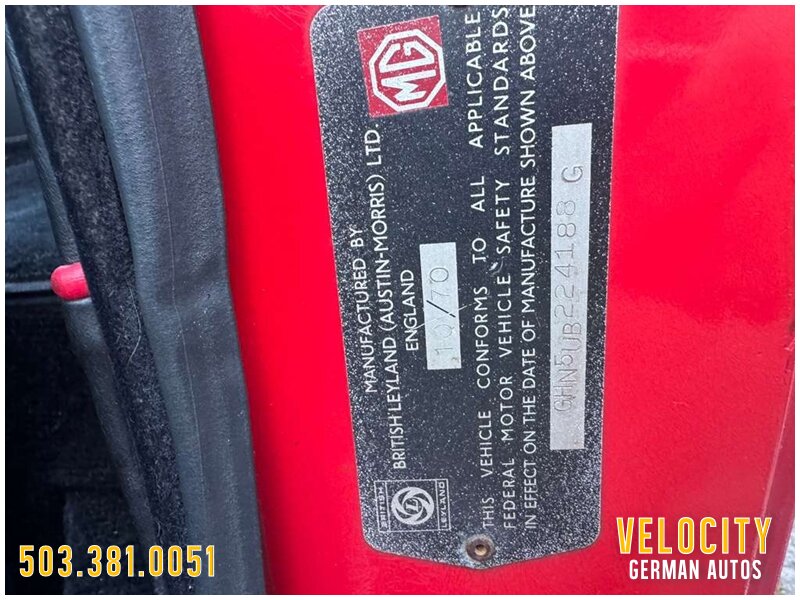 MG
MANUFACTURED BY
BRITISH LEYLAND (AUSTIN-MORRIS) LTD.
ENGLAND
10/70
THIS VEHICLE CONFORMS TO ALL APPLICABLE
FEDERAL MOTOR VEHICLE SAFETY STANDARDS
IN EFFECT ON THE DATE OF MANUFACTURE SHOWN ABOVE
GHN5UB224188G
BRITISH
L
LEYLAND
503.381.0051
VELOCITY
GERMAN AUTOS